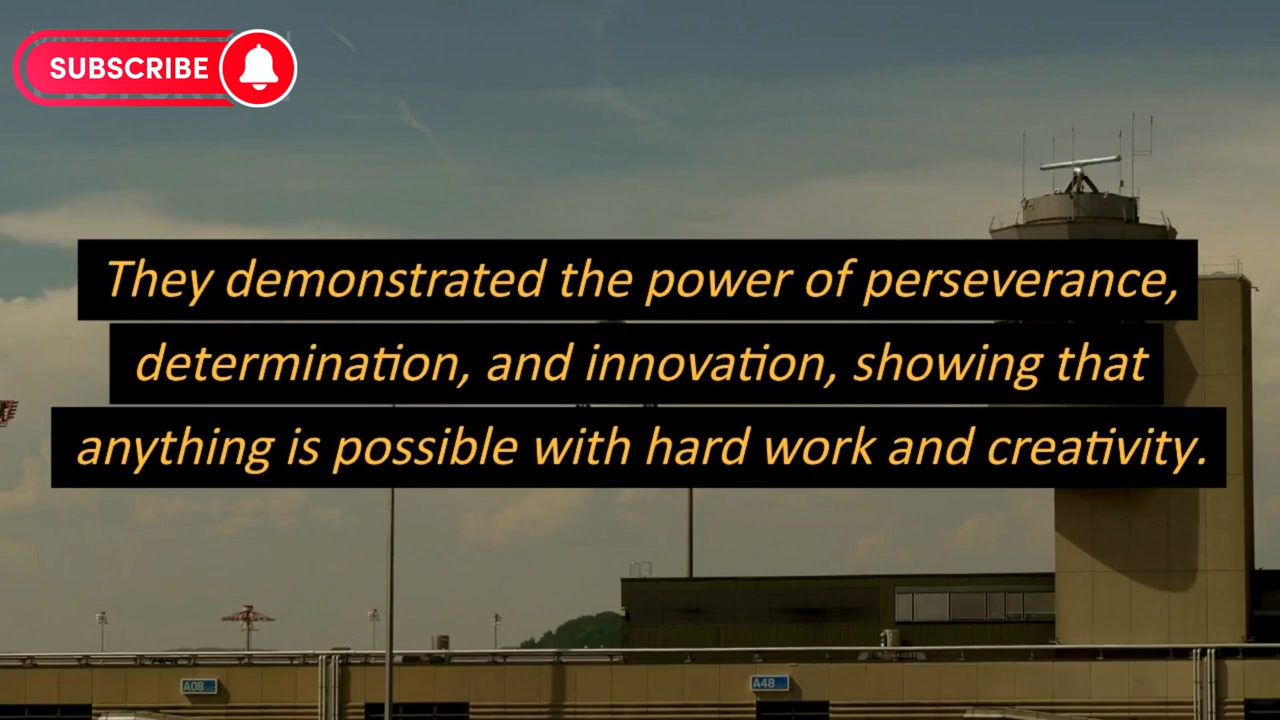 SUBSCRIBE
They demonstrated the power of perseverance,
determination, and innovation, showing that
anything is possible with hard work and creativity.
A08
A48